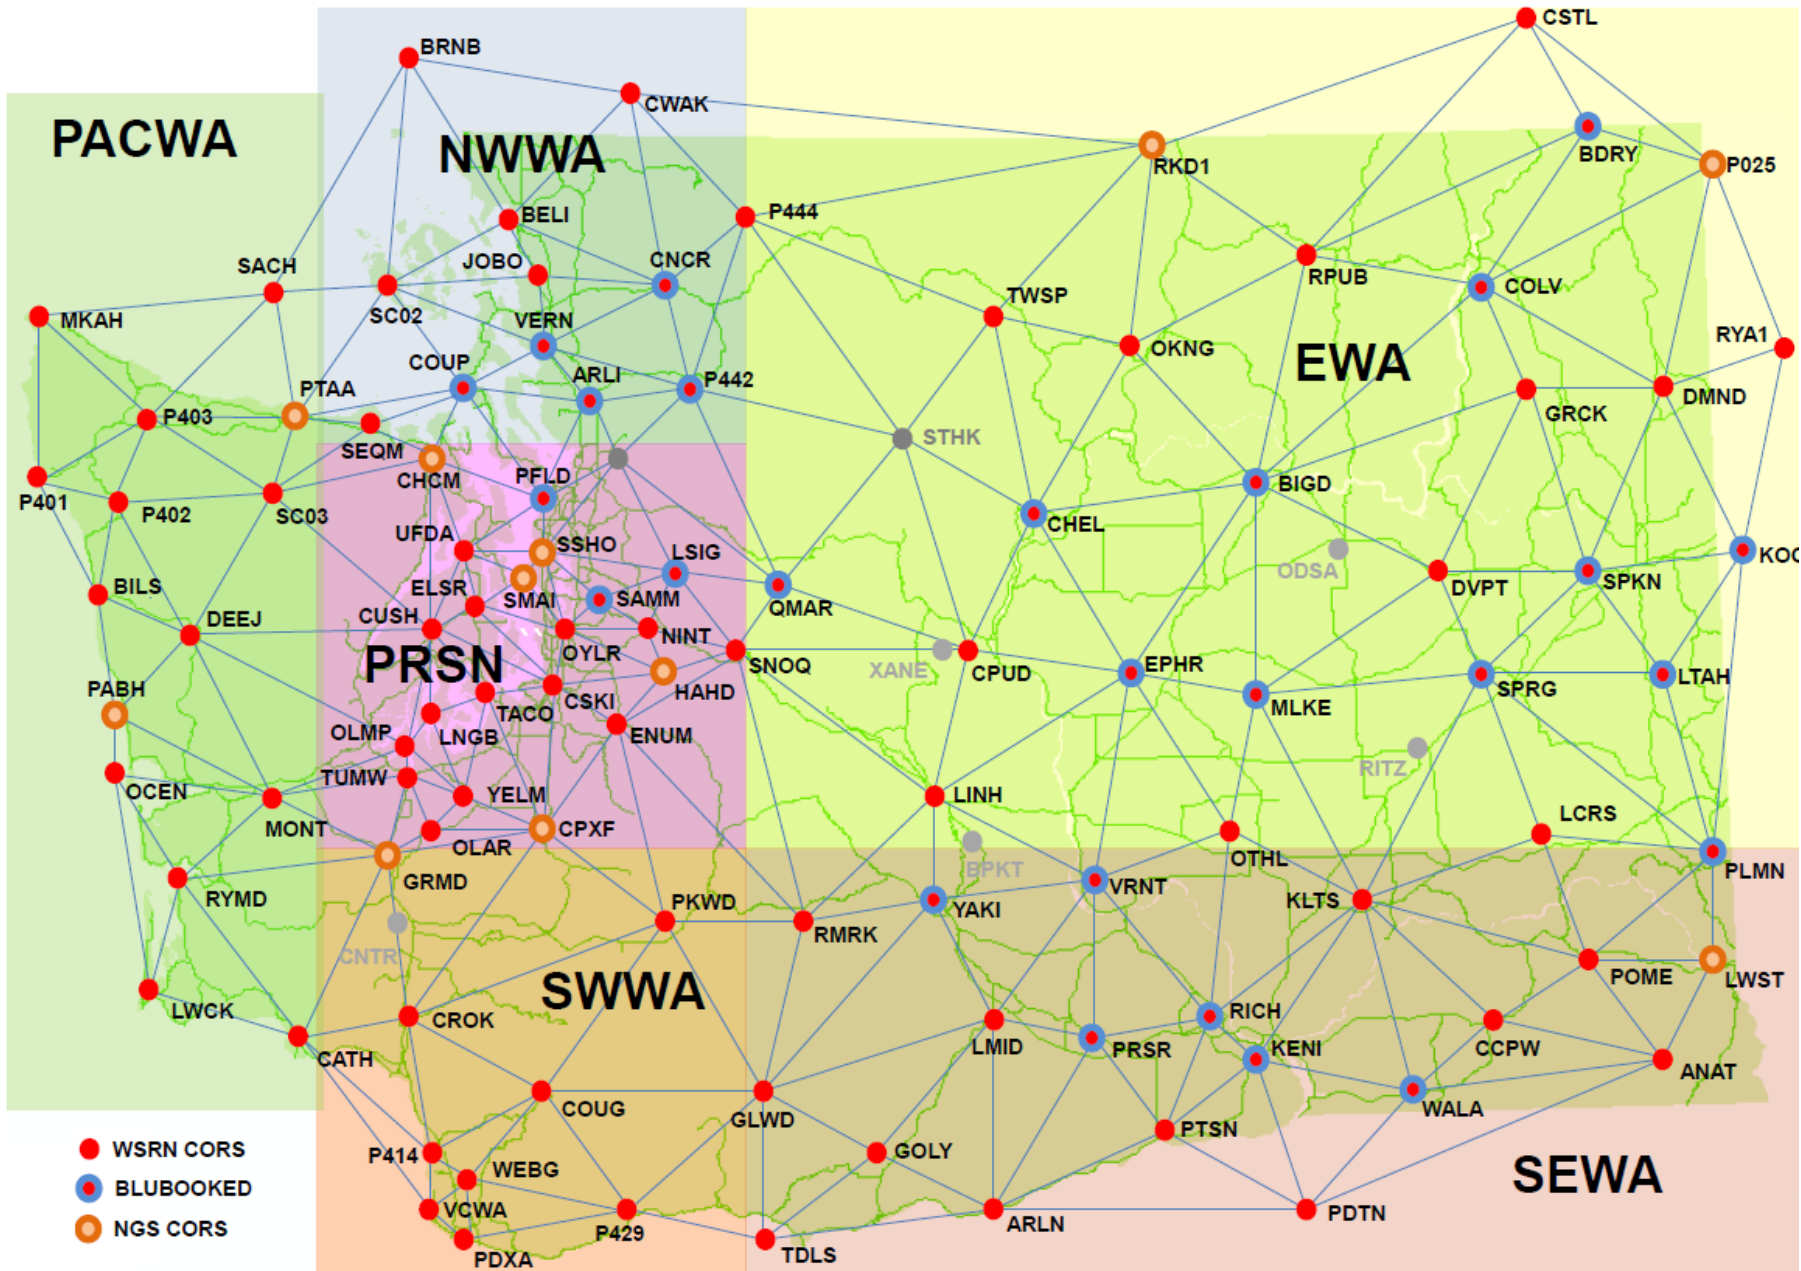 CSTL
BRNB
CWAK
PACWA
NWWA
BDRY
RKD1
P025
BELI
P444
JOBO
CNCR
SACH
RPUB
COLV
MKAH
SC02
VERN
TWSP
RYA1
COUP
OKNG
EWA
PTAA
ARLI
P442
P403
GRCK
DMND
SEQM
STHK
CHCM
PFLD
BIGD
P401
P402
SC03
CHEL
UFDA
SSHO
LSIG
KOO
ODSA
BILS
ELSR
SMAI
SAMM
QMAR
DVPT
SPKN
DEEJ
CUSH
NINT
OYLR
SNOQ
PRSN
XANE
CPUD
EPHR
SPRG
LTAH
PABH
HAHD
CSKI
TACO
MLKE
OLMP
LNGB
ENUM
TUMW
RITZ
OCEN
YELM
LINH
MONT
CPXF
OLAR
LCRS
OTHL
BPKT
PLMN
GRMD
RYMD
PKWD
YAKI
VRNT
KLTS
RMRK
CNTR
SWWA
POME
LWST
LWCK
CROK
RICH
LMID
PRSR
KENI
CCPW
CATH
ANAT
COUG
GLWD
WALA
PTSN
WSRN CORS
P414
GOLY
WEBG
SEWA
BLUBOOKED
VCWA
P429
ARLN
PDTN
NGS CORS
PDXA
TDLS